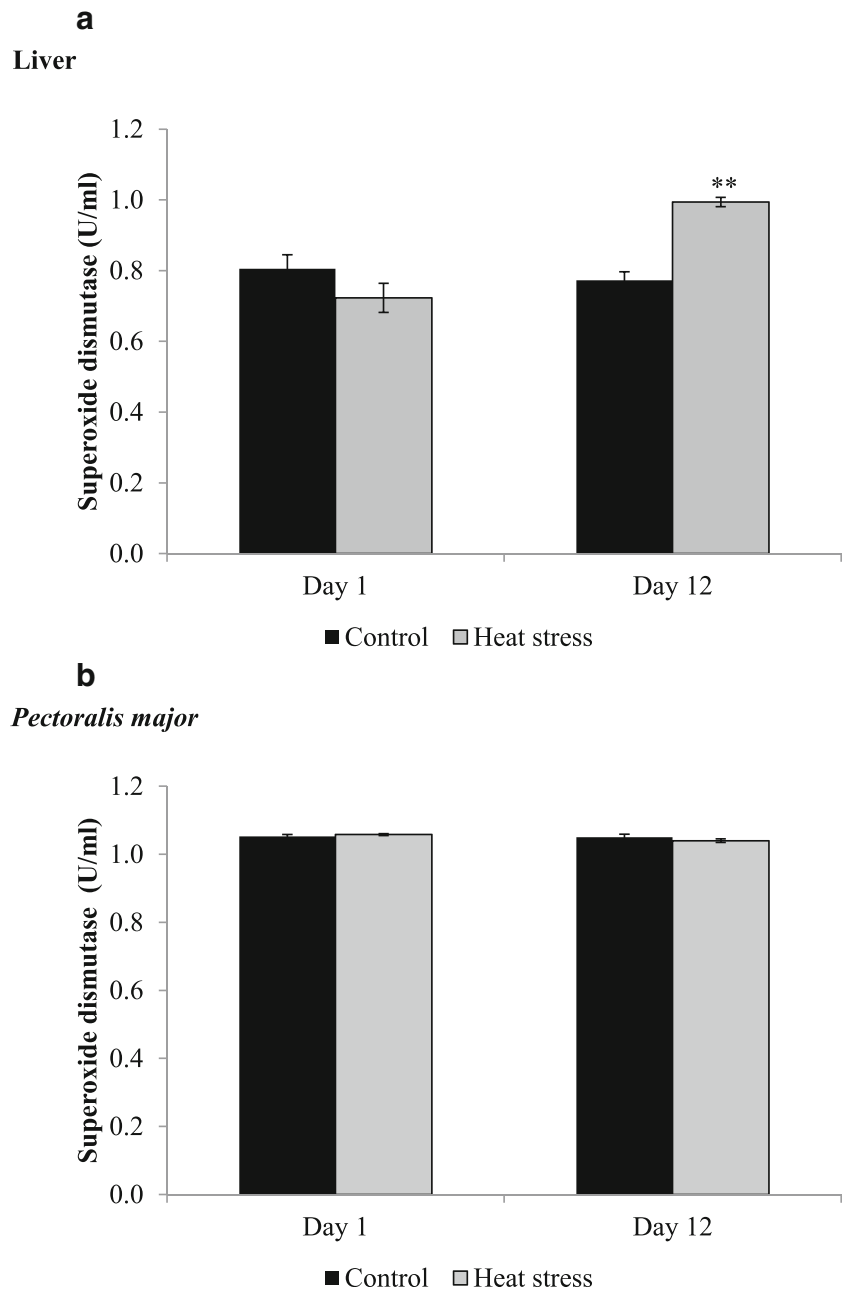 a
Liver
Superoxide dismutase (U/ml)
1.2
1.0
0.8
0.6
0.4
0.2
0.0
**
Day 1
Day 12
Control
Heat stress
b
Pectoralis major
Superoxide dismutase (U/ml)
1.2
1.0
0.8
0.6
0.4
0.2
0.0
Day 1
Day 12
Control
Heat stress